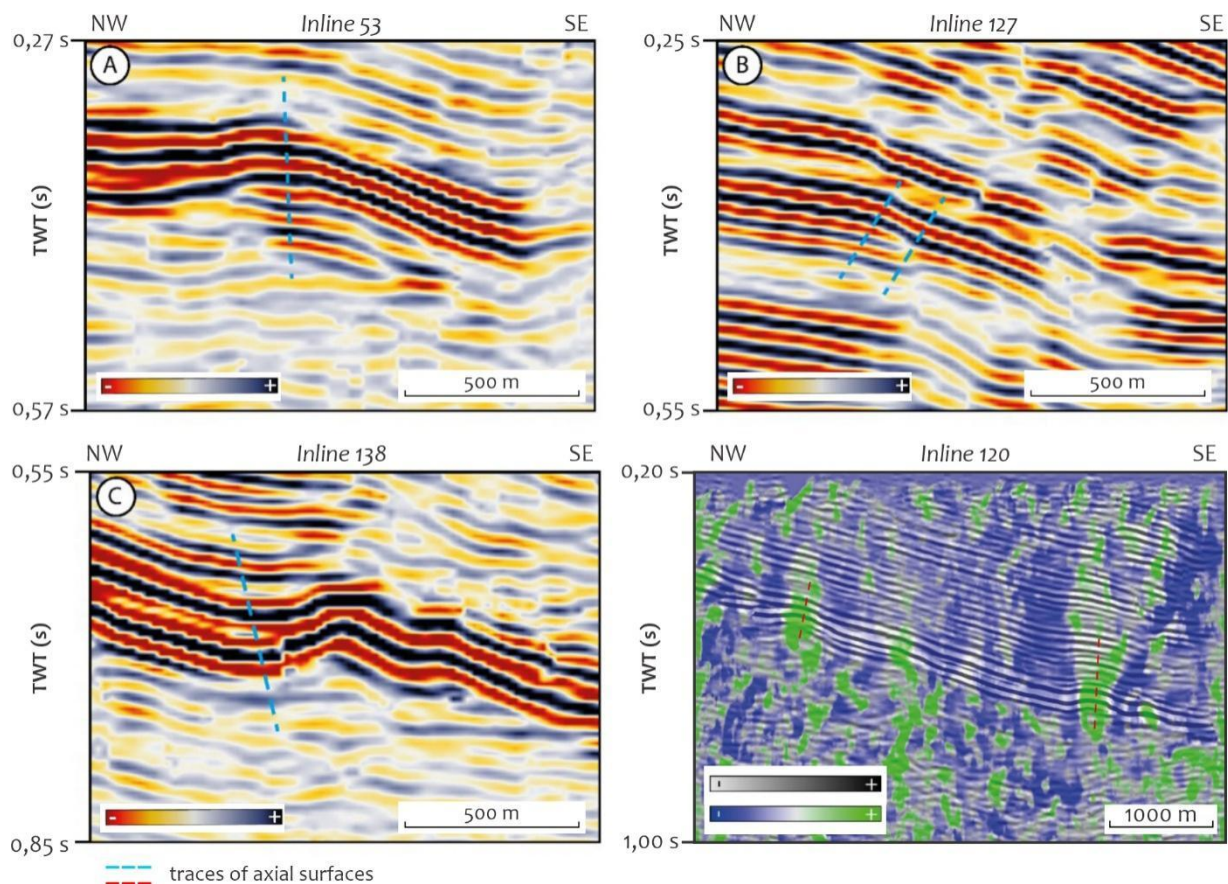 NW Inline 53 SE
0,27 s
A
TWT (s)
- +
500 m
0,57 s
NW Inline 127 SE
0,25 s
B
TWT (s)
- +
500 m
0,55 s
NW Inline 138 SE
0,55 s
C
TWT (s)
- +
500 m
0,85 s
NW Inline 120 SE
0,20 s
TWT (s)
- +
- +
1000 m
1,00 s
traces of axial surfaces